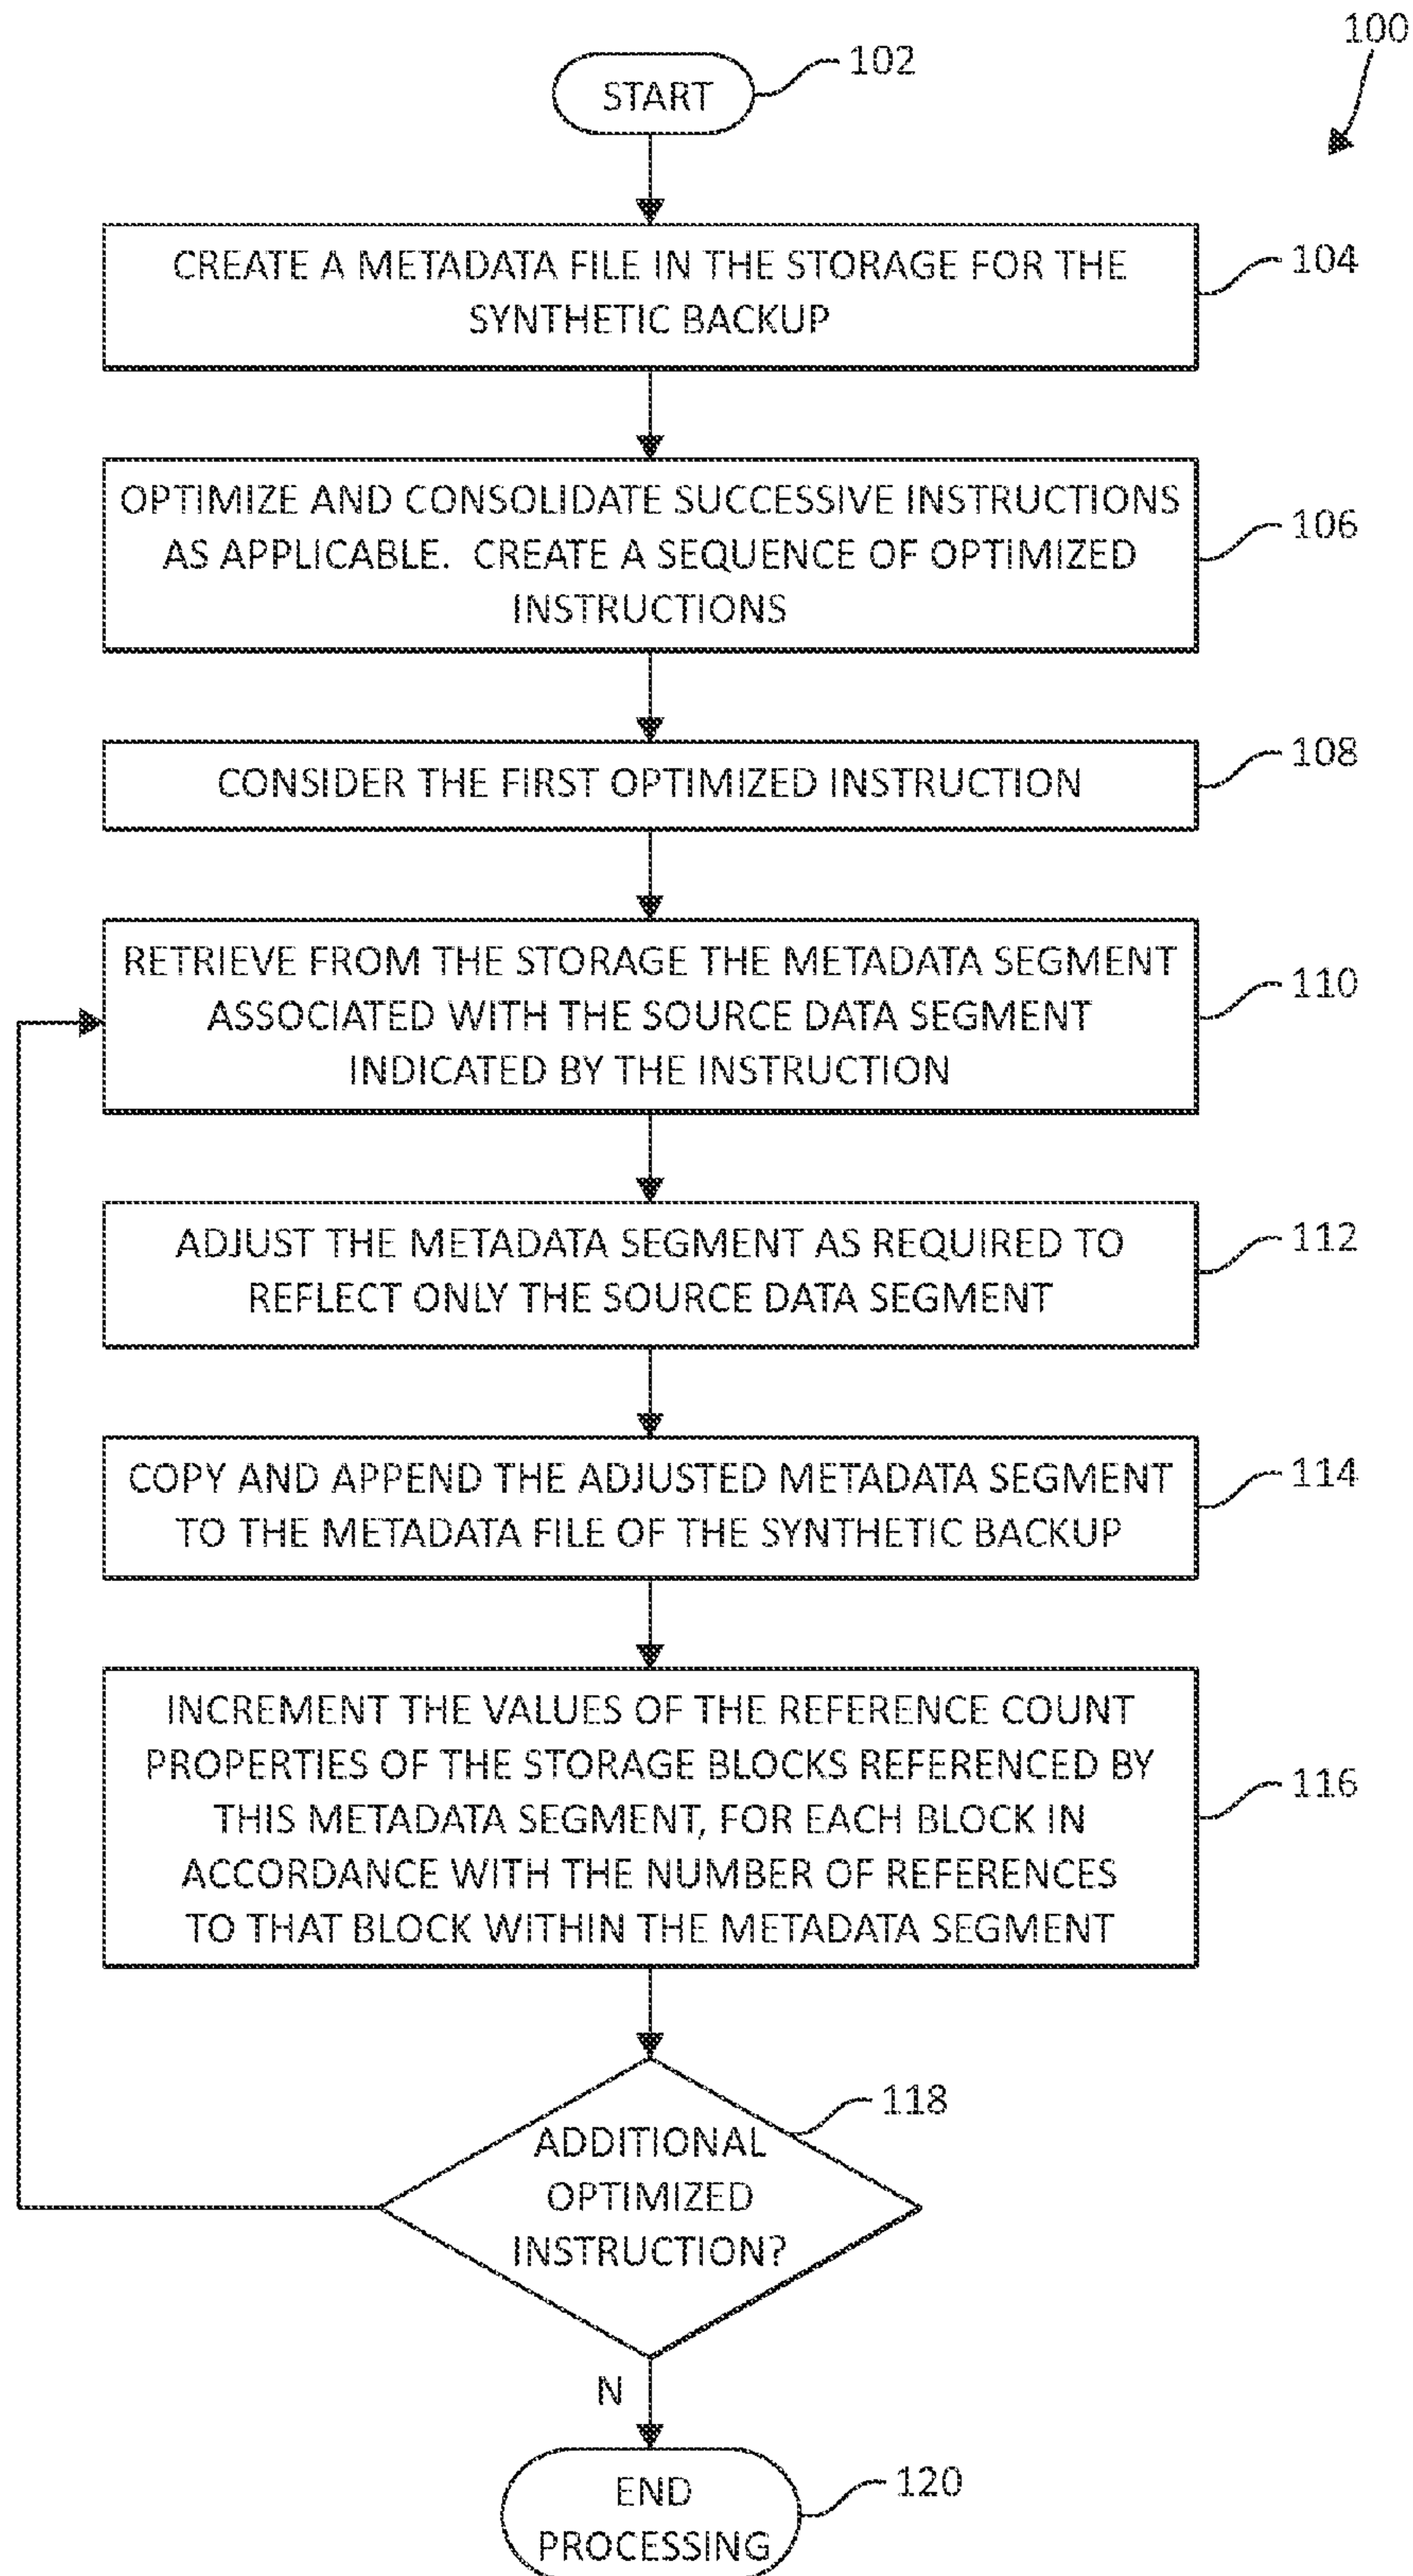 100
START
102
CREATE A METADATA FILE IN THE STORAGE FOR THE
SYNTHETIC BACKUP
104
OPTIMIZE AND CONSOLIDATE SUCCESSIVE INSTRUCTIONS
AS APPLICABLE. CREATE A SEQUENCE OF OPTIMIZED
INSTRUCTIONS
106
CONSIDER THE FIRST OPTIMIZED INSTRUCTION
108
RETRIEVE FROM THE STORAGE THE METADATA SEGMENT
ASSOCIATED WITH THE SOURCE DATA SEGMENT
INDICATED BY THE INSTRUCTION
110
ADJUST THE METADATA SEGMENT AS REQUIRED TO
REFLECT ONLY THE SOURCE DATA SEGMENT
112
COPY AND APPEND THE ADJUSTED METADATA SEGMENT
TO THE METADATA FILE OF THE SYNTHETIC BACKUP
114
INCREMENT THE VALUES OF THE REFERENCE COUNT
PROPERTIES OF THE STORAGE BLOCKS REFERENCED BY
THIS METADATA SEGMENT, FOR EACH BLOCK IN
ACCORDANCE WITH THE NUMBER OF REFERENCES
TO THAT BLOCK WITHIN THE METADATA SEGMENT
116
ADDITIONAL
OPTIMIZED
INSTRUCTION?
118
N
END
PROCESSING
120